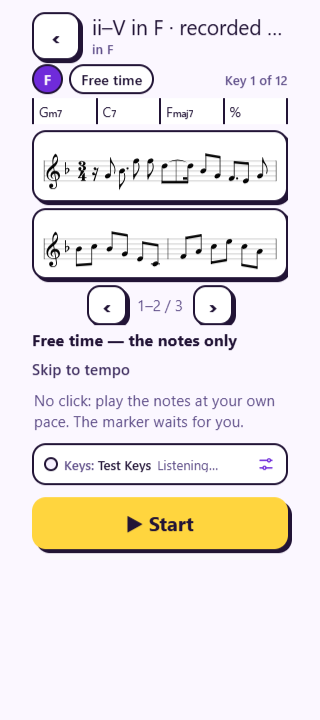 ‹
ii–V in F · recorded ...
in F
F
Free time
Key 1 of 12
Gm7
C7
Fmaj7
%
3
4
‹
1–2 / 3
›
Free time — the notes only
Skip to tempo
No click: play the notes at your own
pace. The marker waits for you.
Keys: Test Keys Listening...
▶ Start